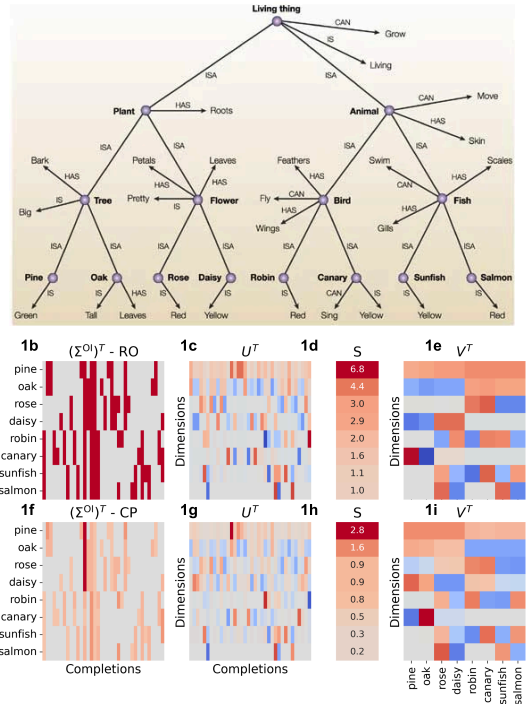 Living thing
CAN
Grow
IS
Living
ISA
ISA
Plant
HAS
Roots
Animal
CAN
Move
HAS
Skin
ISA
ISA
ISA
ISA
Bark
HAS
IS
Big
Tree
Petals
HAS
Leaves
HAS
Pretty
IS
Flower
Feathers
HAS
Fly
CAN
HAS
Wings
Bird
Swim
CAN
Scales
HAS
HAS
Gills
Fish
ISA
ISA
ISA
ISA
ISA
ISA
ISA
ISA
Pine
Oak
Rose
Daisy
Robin
Canary
Sunfish
Salmon
IS
IS
HAS
IS
IS
IS
CAN
IS
IS
IS
Green
Tall
Leaves
Red
Yellow
Red
Sing
Yellow
Yellow
Red
1b (Σ^OI)^T - RO
1c U^T
1d S
1e V^T
pine
oak
rose
daisy
robin
canary
sunfish
salmon
Dimensions
6.8
4.4
3.0
2.9
2.0
1.6
1.1
1.0
Dimensions
1f (Σ^OI)^T - CP
1g U^T
1h S
1i V^T
pine
oak
rose
daisy
robin
canary
sunfish
salmon
Completions
Dimensions
Completions
2.8
1.6
0.9
0.9
0.8
0.5
0.3
0.2
Dimensions
pine
oak
rose
daisy
robin
canary
sunfish
salmon